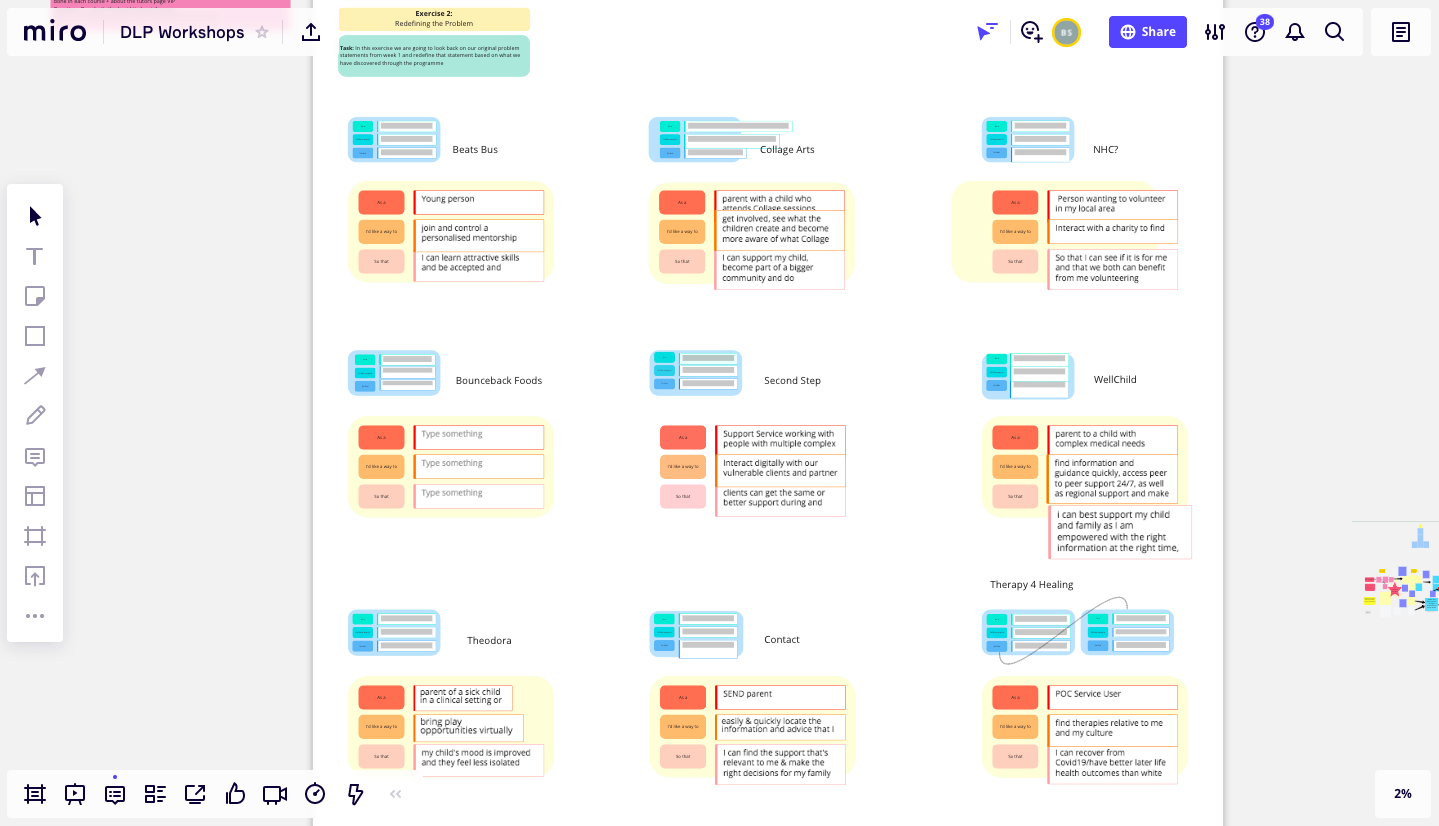 done in each course + about the tutors page VR?
miro
DLP Workshops
Exercise 2:
Redefining the Problem
Task: In this exercise we are going to look back on our original problem
statements from week 1 and redefine that statement based on what we
have discovered through the programme
BS
Share
38
Beats Bus
Collage Arts
NHC?
As a
Young person
I'd like a way to
join and control a
personalised mentorship
So that
I can learn attractive skills
and be accepted and
As a
parent with a child who
attends Collage sessions
I'd like a way to
get involved, see what the
children create and become
more aware of what Collage
So that
I can support my child,
become part of a bigger
community and do
As a
Person wanting to volunteer
in my local area
I'd like a way to
Interact with a charity to find
So that
So that I can see if it is for me
and that we both can benefit
from me volunteering
Bounceback Foods
Second Step
WellChild
As a
Type something
I'd like a way to
Type something
So that
Type something
As a
Support Service working with
people with multiple complex
I'd like a way to
Interact digitally with our
vulnerable clients and partner
So that
clients can get the same or
better support during and
As a
parent to a child with
complex medical needs
I'd like a way to
find information and
guidance quickly, access peer
to peer support 24/7, as well
as regional support and make
So that
i can best support my child
and family as I am
empowered with the right
information at the right time,
Theodora
Contact
Therapy 4 Healing
As a
parent of a sick child
in a clinical setting or
I'd like a way to
bring play
opportunities virtually
So that
my child's mood is improved
and they feel less isolated
As a
SEND parent
I'd like a way to
easily & quickly locate the
information and advice that I
So that
I can find the support that's
relevant to me & make the
right decisions for my family
As a
POC Service User
I'd like a way to
find therapies relative to me
and my culture
So that
I can recover from
Covid19/have better later life
health outcomes than white
2%